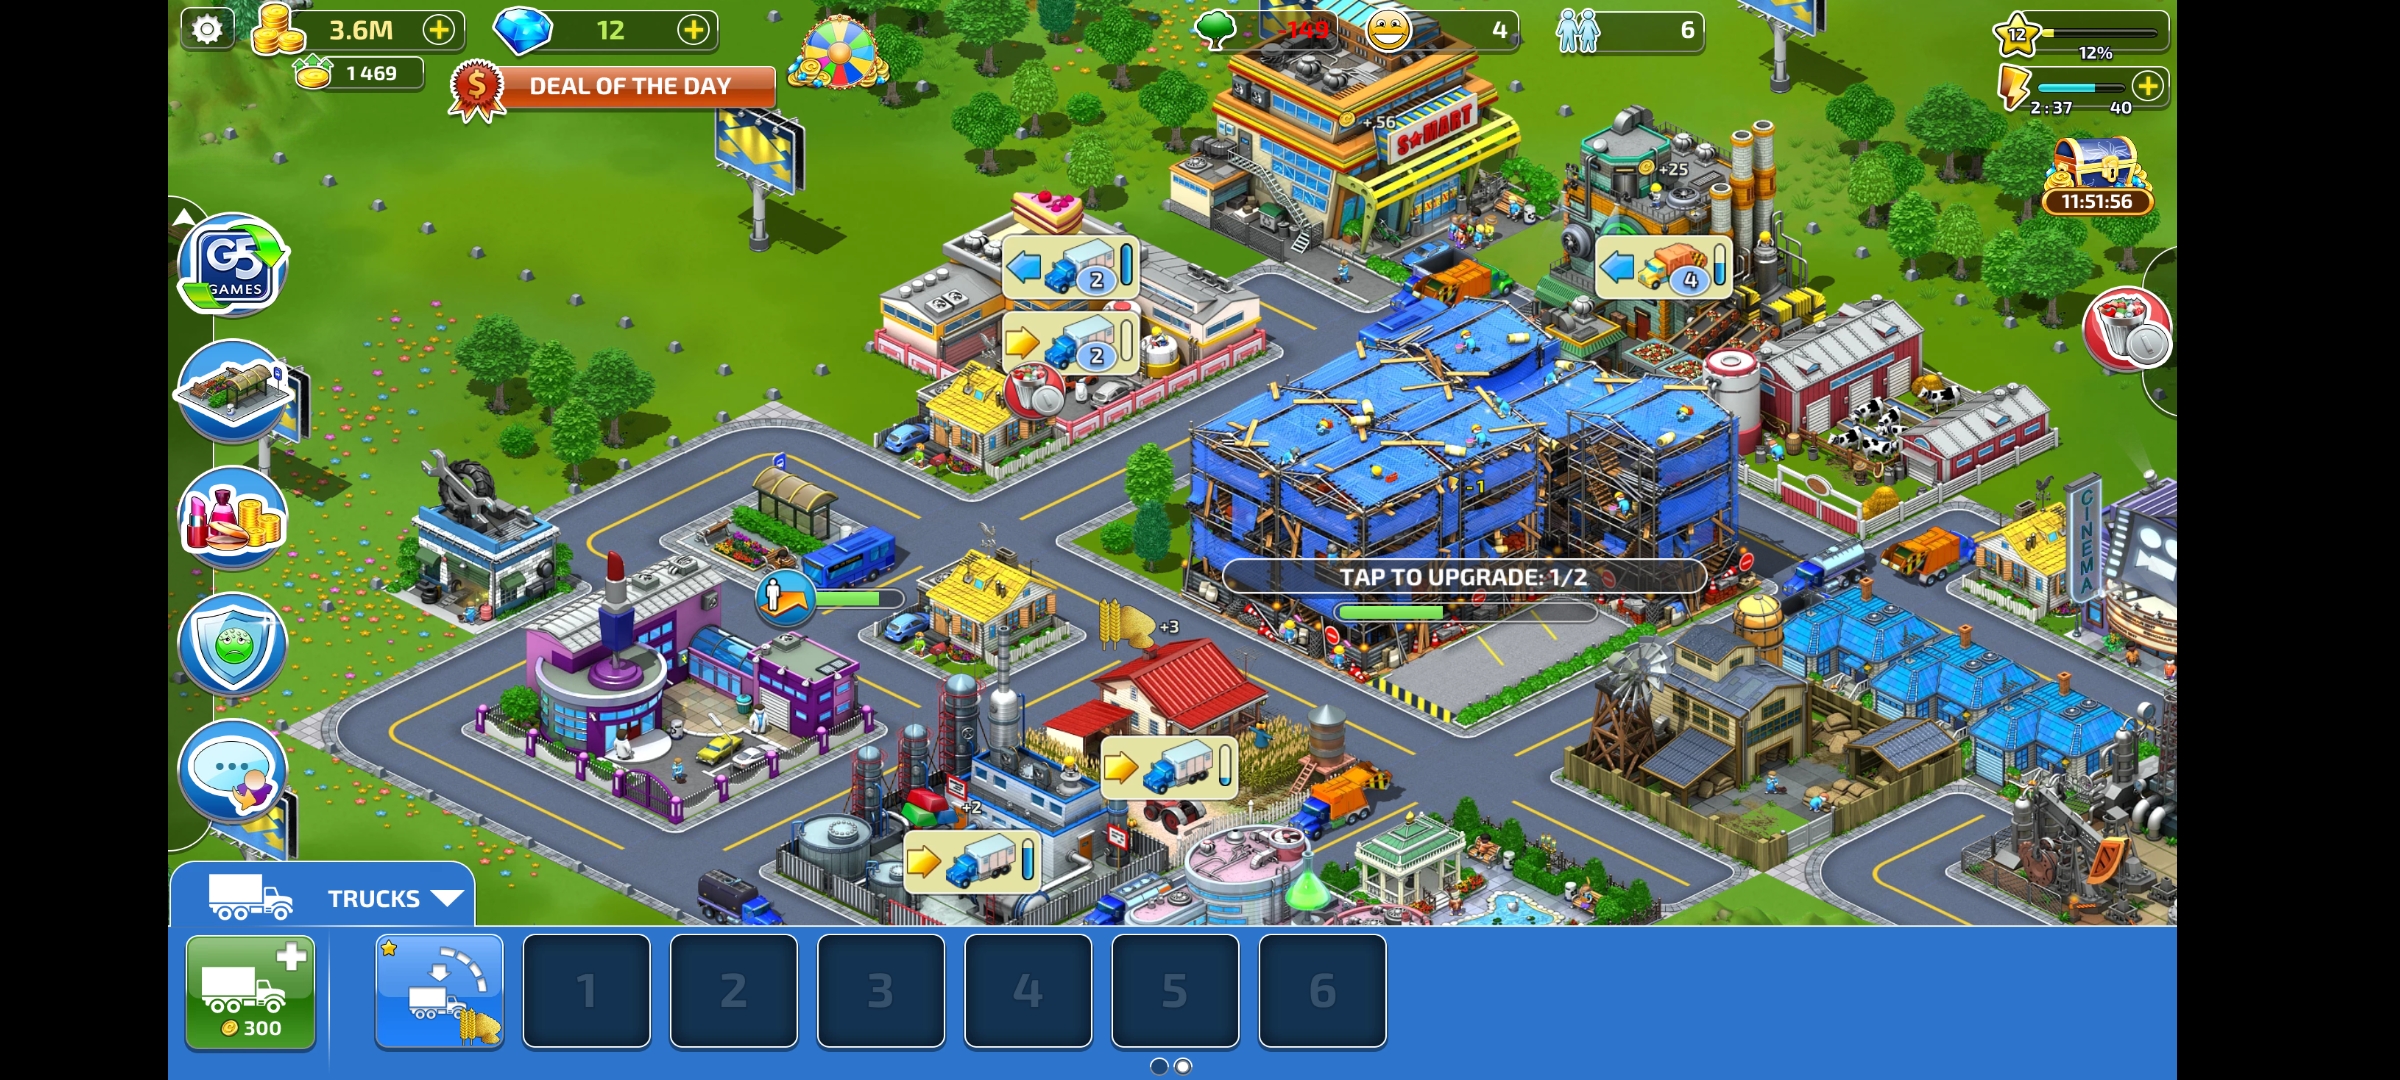 3.6M
12
-149
4
6
12
12%
1 469
DEAL OF THE DAY
2 : 37
40
+.56
S★MART
+25
11:51:56
G5
GAMES
2
4
2
-1
CINEMA
TAP TO UPGRADE: 1/2
+3
+2
TRUCKS
300
1
2
3
4
5
6